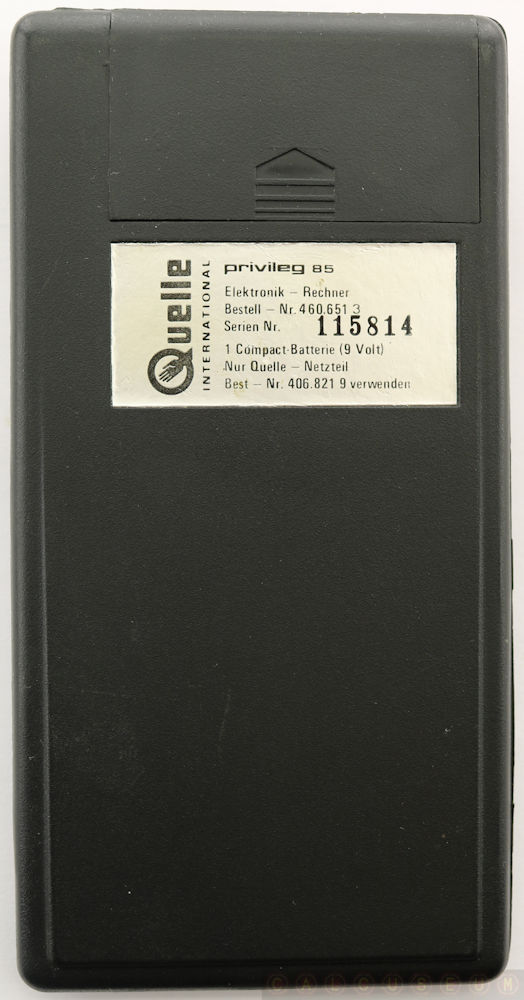 Quelle
INTERNATIONAL
privileg 85
Elektronik – Rechner
Bestell – Nr. 460.651 3
Serien Nr. 115814
1 Compact-Batterie (9 Volt)
Nur Quelle – Netzteil
Best – Nr. 406.821 9 verwenden
CALCUSEUM